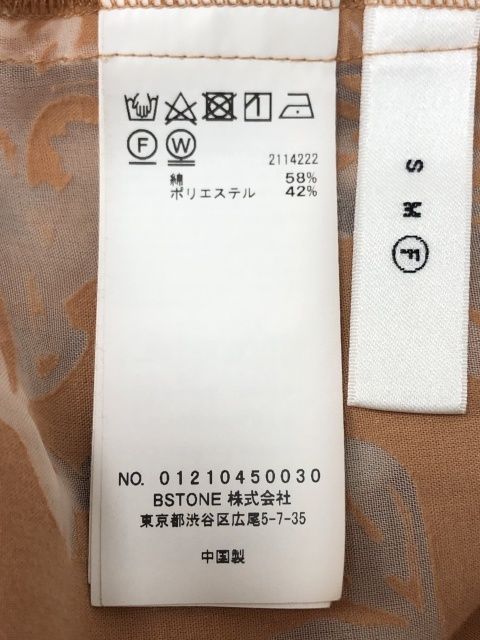 F W
2114222
綿 58%
ポリエステル 42%
NO. 01210450030
BSTONE 株式会社
東京都渋谷区広尾5-7-35
中国製
S M F